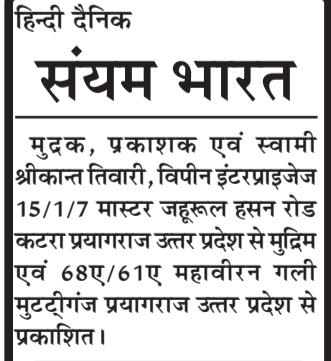 हिन्दी दैनिक
संयम भारत
मुद्रक, प्रकाशक एवं स्वामी
श्रीकान्त तिवारी, विपीन इंटरप्राइजेज
15/1/7 मास्टर जहूरूल हसन रोड
कटरा प्रयागराज उत्तर प्रदेश से मुद्रिम
एवं 68ए/61ए महावीरन गली
मुटटी्गंज प्रयागराज उत्तर प्रदेश से
प्रकाशित।